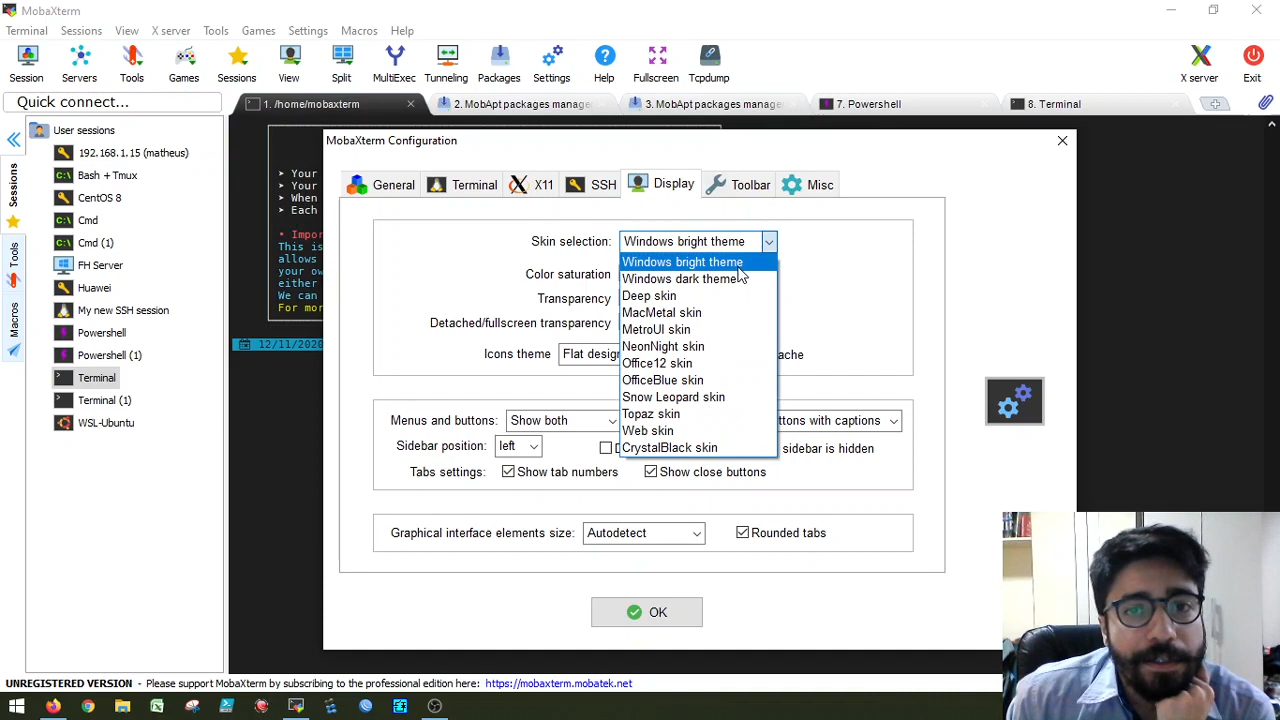 MobaXterm
Terminal Sessions View X server Tools Games Settings Macros Help
Session Servers Tools Games Sessions View Split MultiExec Tunneling Packages Settings Help Fullscreen Tcpdump X server Exit
Quick connect...
1. /home/mobaxterm
2. MobApt packages manage
3. MobApt packages manage
7. Powershell
8. Terminal
Sessions
Tools
Macros
User sessions
192.168.1.15 (matheus)
Bash + Tmux
CentOS 8
Cmd
Cmd (1)
FH Server
Huawei
My new SSH session
Powershell
Powershell (1)
Terminal
Terminal (1)
WSL-Ubuntu
➤ Your
➤ Your
➤ When
➤ Each
• Impor
This is
allows
your ow
either
We can
For mor
12/11/2020
MobaXterm Configuration
General Terminal X11 SSH Display Toolbar Misc
Skin selection: Windows bright theme
Windows bright theme
Windows dark theme
Deep skin
MacMetal skin
MetroUI skin
NeonNight skin
Office12 skin
OfficeBlue skin
Snow Leopard skin
Topaz skin
Web skin
CrystalBlack skin
Color saturation
Transparency
Detached/fullscreen transparency
Icons theme Flat desig ache
Menus and buttons: Show both ttons with captions
Sidebar position: left sidebar is hidden
Tabs settings: Show tab numbers Show close buttons
Graphical interface elements size: Autodetect Rounded tabs
OK
UNREGISTERED VERSION - Please support MobaXterm by subscribing to the professional edition here: https://mobaxterm.mobatek.net